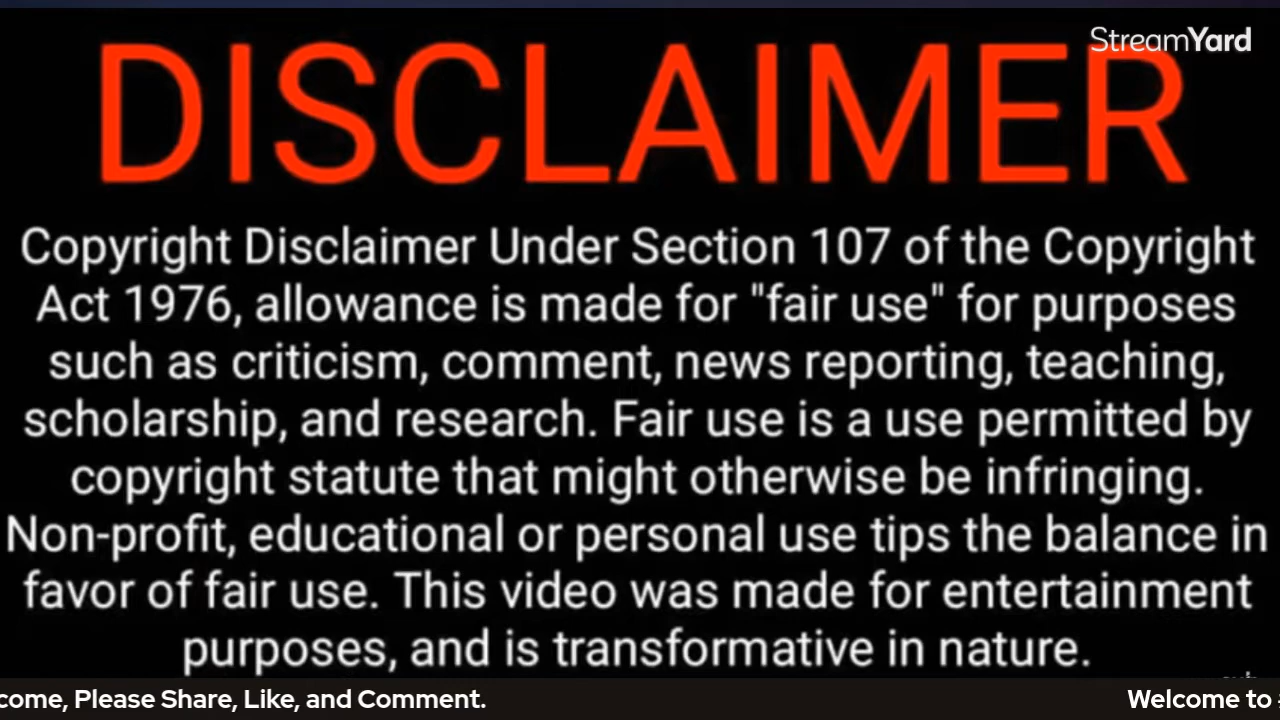 StreamYard
DISCLAIMER
Copyright Disclaimer Under Section 107 of the Copyright
Act 1976, allowance is made for "fair use" for purposes
such as criticism, comment, news reporting, teaching,
scholarship, and research. Fair use is a use permitted by
copyright statute that might otherwise be infringing.
Non-profit, educational or personal use tips the balance in
favor of fair use. This video was made for entertainment
purposes, and is transformative in nature.
come, Please Share, Like, and Comment. Welcome to